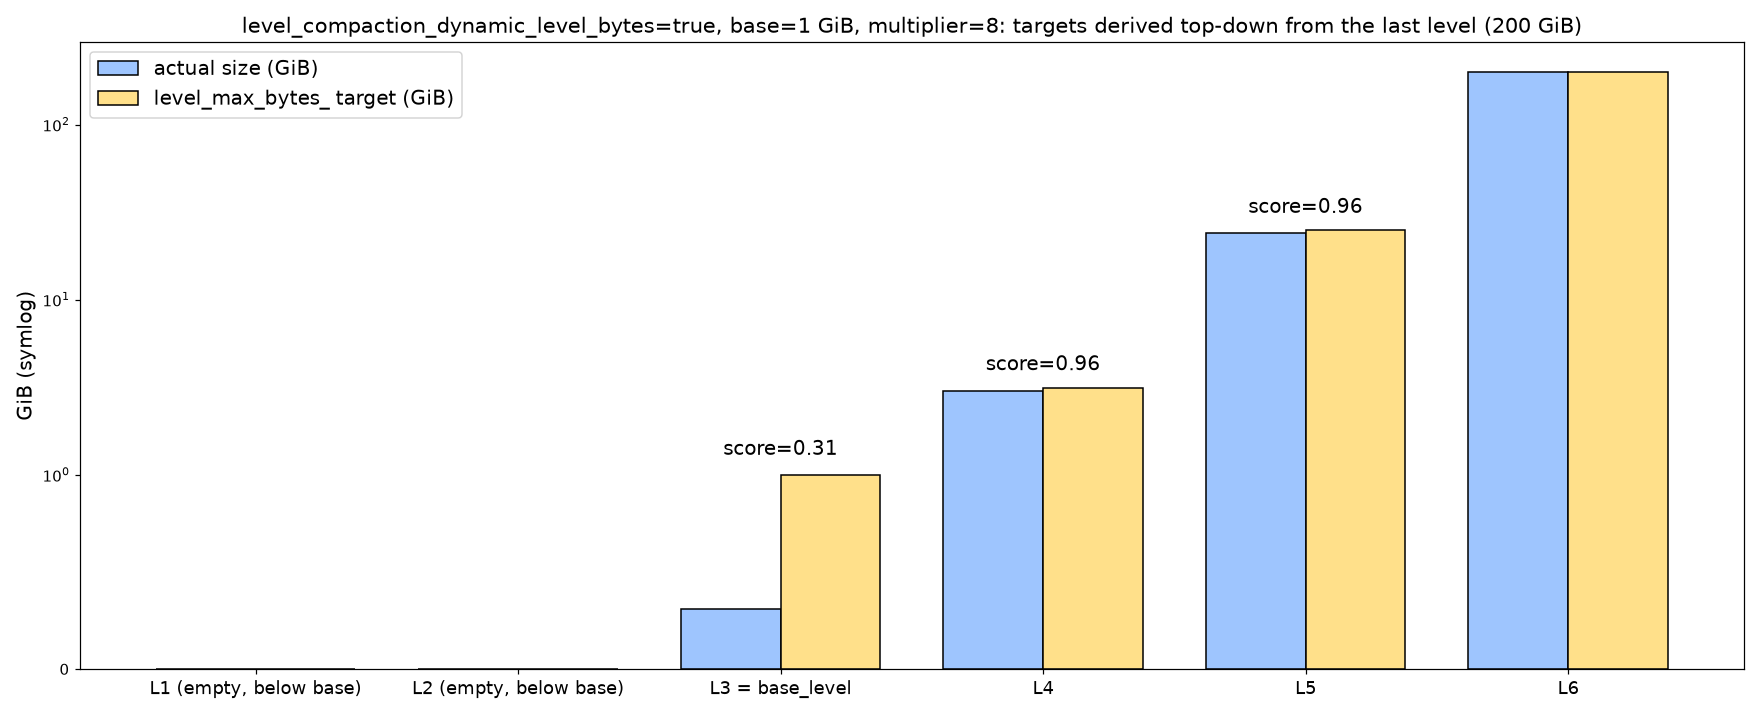 level_compaction_dynamic_level_bytes=true, base=1 GiB, multiplier=8: targets derived top-down from the last level (200 GiB)
actual size (GiB)
level_max_bytes_ target (GiB)
GiB (symlog)
10²
10¹
10⁰
0
score=0.31
score=0.96
score=0.96
L1 (empty, below base)
L2 (empty, below base)
L3 = base_level
L4
L5
L6